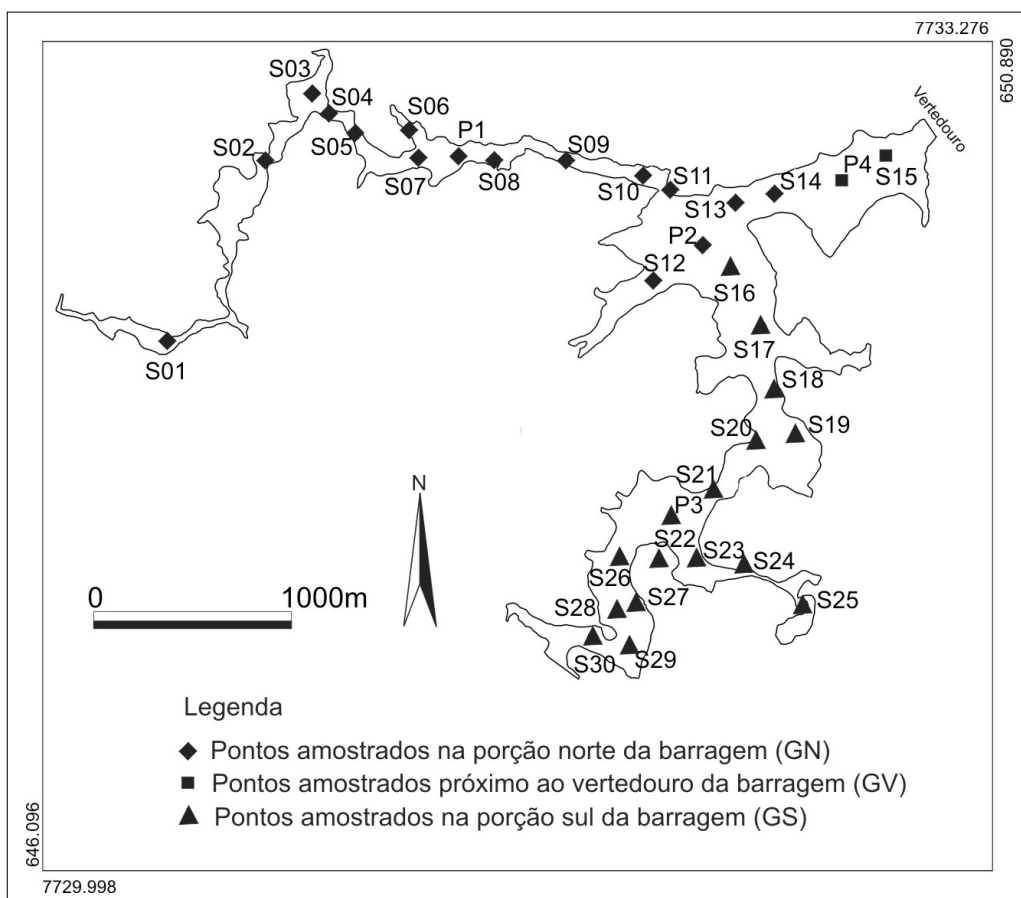 7733.276
650.890
S03
S04
S06
Vertedouro
S05
P1
S02
S09
P4
S07
S08
S10
S11
S14
S15
S13
P2
S12
S16
S01
S17
S18
S20
S19
S21
N
P3
S22
S23
S24
S26
0 1000m
S28
S27
S25
S30
S29
Legenda
Pontos amostrados na porção norte da barragem (GN)
Pontos amostrados próximo ao vertedouro da barragem (GV)
Pontos amostrados na porção sul da barragem (GS)
646.096
7729.998